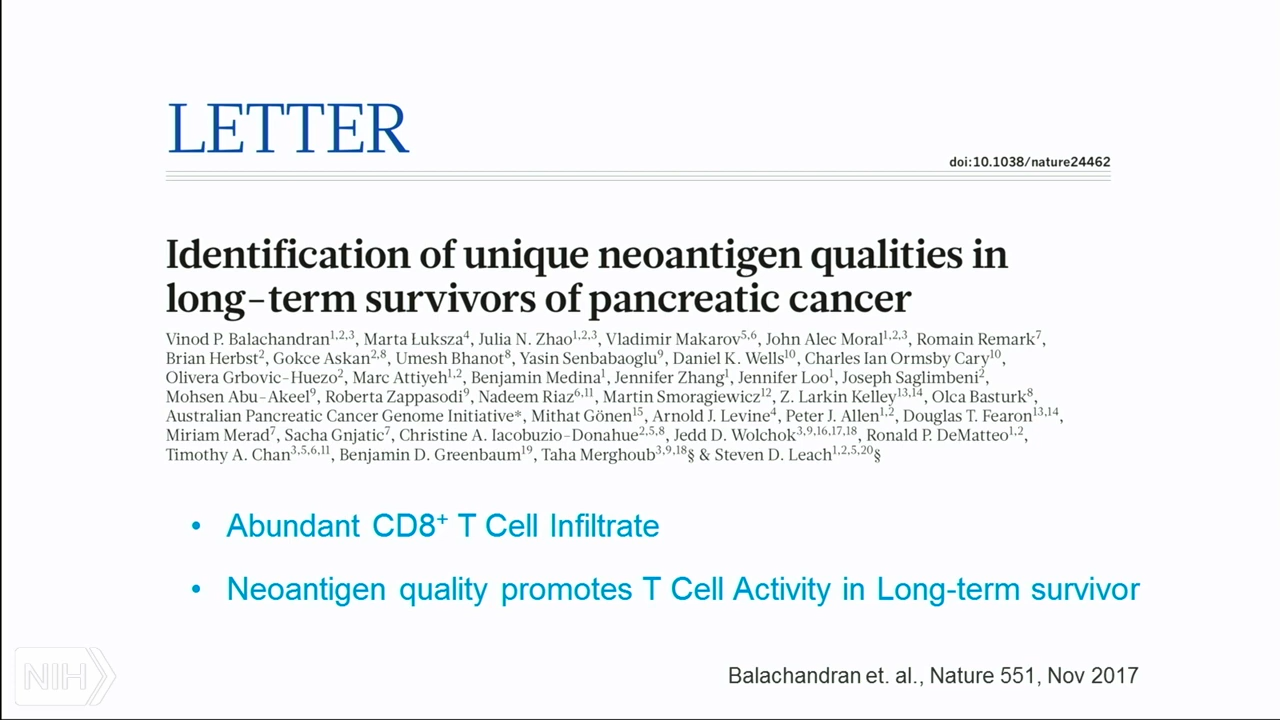 LETTER
doi:10.1038/nature24462
Identification of unique neoantigen qualities in
long-term survivors of pancreatic cancer
Vinod P. Balachandran1,2,3, Marta Łuksza4, Julia N. Zhao1,2,3, Vladimir Makarov5,6, John Alec Moral1,2,3, Romain Remark7,
Brian Herbst2, Gokce Askan2,8, Umesh Bhanot8, Yasin Senbabaoglu9, Daniel K. Wells10, Charles Ian Ormsby Cary10,
Olivera Grbovic-Huezo2, Marc Attiyeh1,2, Benjamin Medina1, Jennifer Zhang1, Jennifer Loo1, Joseph Saglimbeni2,
Mohsen Abu-Akeel9, Roberta Zappasodi9, Nadeem Riaz6,11, Martin Smoragiewicz12, Z. Larkin Kelley13,14, Olca Basturk8,
Australian Pancreatic Cancer Genome Initiative*, Mithat Gönen15, Arnold J. Levine4, Peter J. Allen1,2, Douglas T. Fearon13,14,
Miriam Merad7, Sacha Gnjatic7, Christine A. Iacobuzio-Donahue2,5,8, Jedd D. Wolchok3,9,16,17,18, Ronald P. DeMatteo1,2,
Timothy A. Chan3,5,6,11, Benjamin D. Greenbaum19, Taha Merghoub3,9,18§ & Steven D. Leach1,2,5,20§
• Abundant CD8+ T Cell Infiltrate
• Neoantigen quality promotes T Cell Activity in Long-term survivor
NIH
Balachandran et. al., Nature 551, Nov 2017